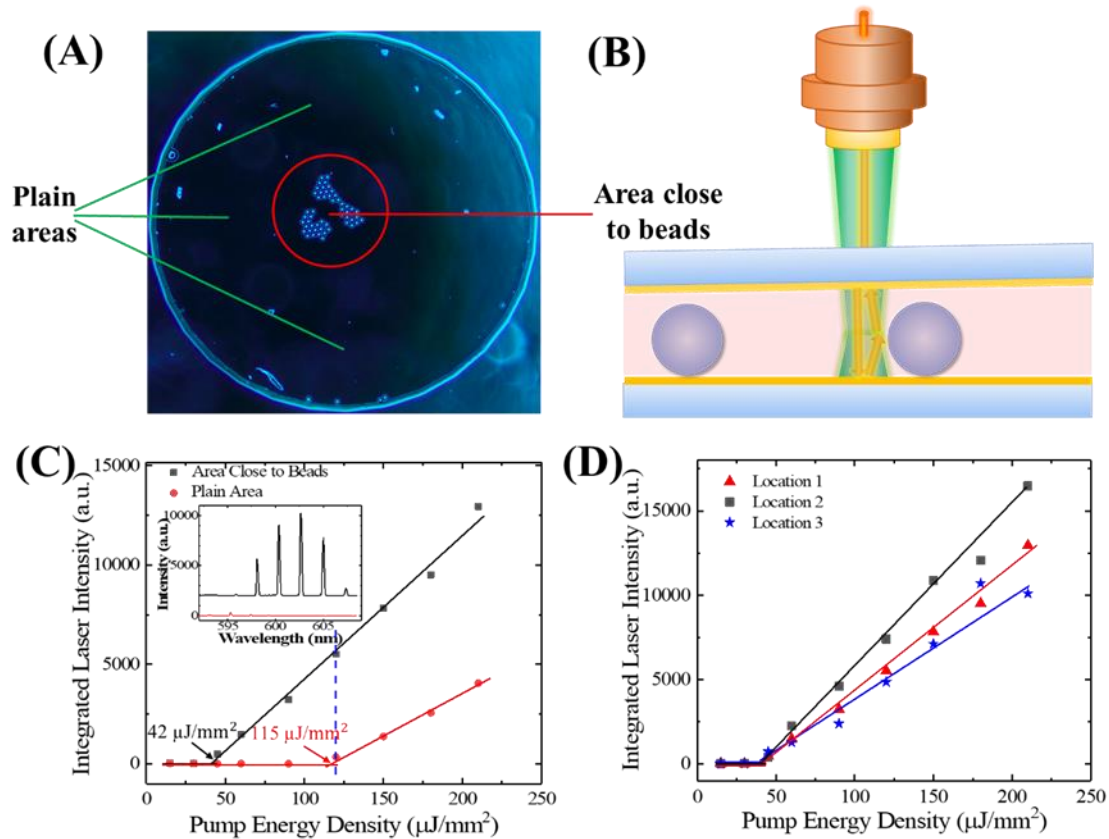 (A)
(B)
Plain
areas
Area close
to beads
(C)
15000
10000
5000
0
Integrated Laser Intensity (a.u.)
Area Close to Beads
Plain Area
10000
5000
0
Intensity (a.u.)
595
600
605
Wavelength (nm)
42 μJ/mm²
115 μJ/mm²
0
50
100
150
200
250
Pump Energy Density (μJ/mm²)
(D)
15000
10000
5000
0
Integrated Laser Intensity (a.u.)
Location 1
Location 2
Location 3
0
50
100
150
200
250
Pump Energy Density (μJ/mm²)